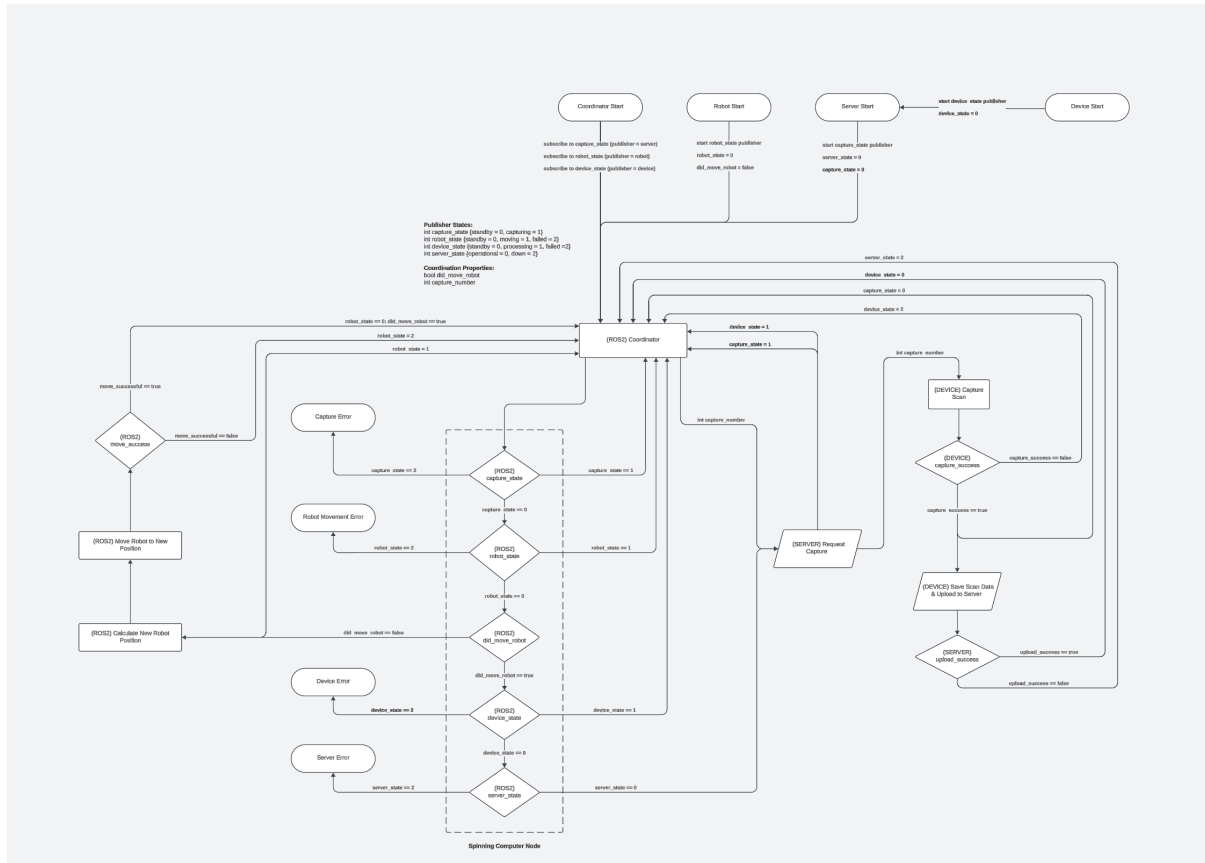 Coordinator Start
Robot Start
Server Start
start device_state publisher
device_state = 0
Device Start
subscribe to capture_state (publisher = server)
subscribe to robot_state (publisher = robot)
subscribe to device_state (publisher = device)
start robot_state publisher
robot_state = 0
did_move_robot = false
start capture_state publisher
server_state = 0
capture_state = 0
Publisher States:
int capture_state {standby = 0, capturing = 1}
int robot_state {standby = 0, moving = 1, failed = 2}
int device_state {standby = 0, processing = 1, failed =2}
int server_state {operational = 0, down = 2}
Coordination Properties:
bool did_move_robot
int capture_number
server_state = 2
device_state = 0
capture_state = 0
device_state = 2
robot_state == 0; did_move_robot == true
robot_state = 2
robot_state = 1
(ROS2) Coordinator
device_state = 1
capture_state = 1
int capture_number
move_successful == true
(DEVICE) Capture
Scan
Capture Error
int capture_number
(ROS2)
move_success
move_successful == false
(DEVICE)
capture_success
capture_success == false
capture_state == 2
(ROS2)
capture_state
capture_state == 1
capture_state == 0
capture_success == true
Robot Movement Error
(ROS2) Move Robot to New
Position
robot_state == 2
(ROS2)
robot_state
robot_state == 1
(SERVER) Request
Capture
robot_state == 0
(DEVICE) Save Scan Data
& Upload to Server
(ROS2) Calculate New Robot
Position
did_move_robot == false
(ROS2)
did_move_robot
(SERVER)
upload_success
upload_success == true
did_move_robot == true
upload_success == false
Device Error
device_state == 2
(ROS2)
device_state
device_state == 1
device_state == 0
Server Error
server_state == 2
(ROS2)
server_state
server_state == 0
Spinning Computer Node